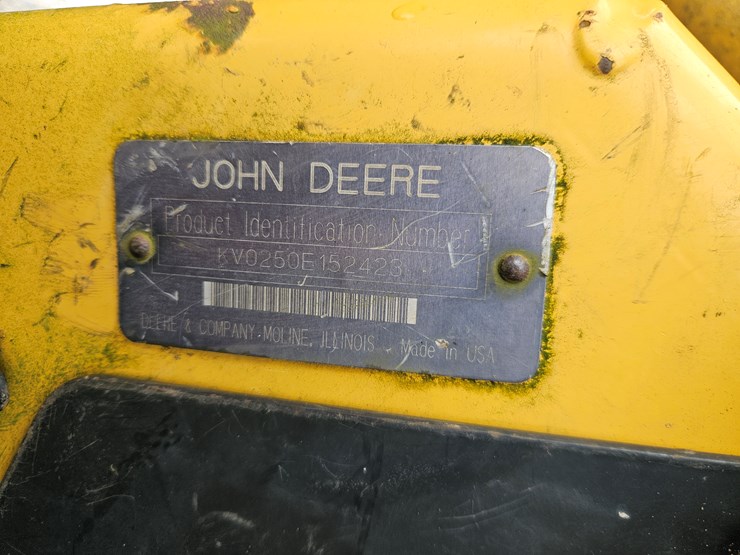 JOHN DEERE
Product Identification Number
KV0250E152423
DEERE & COMPANY-MOLINE, ILLINOIS Made in USA